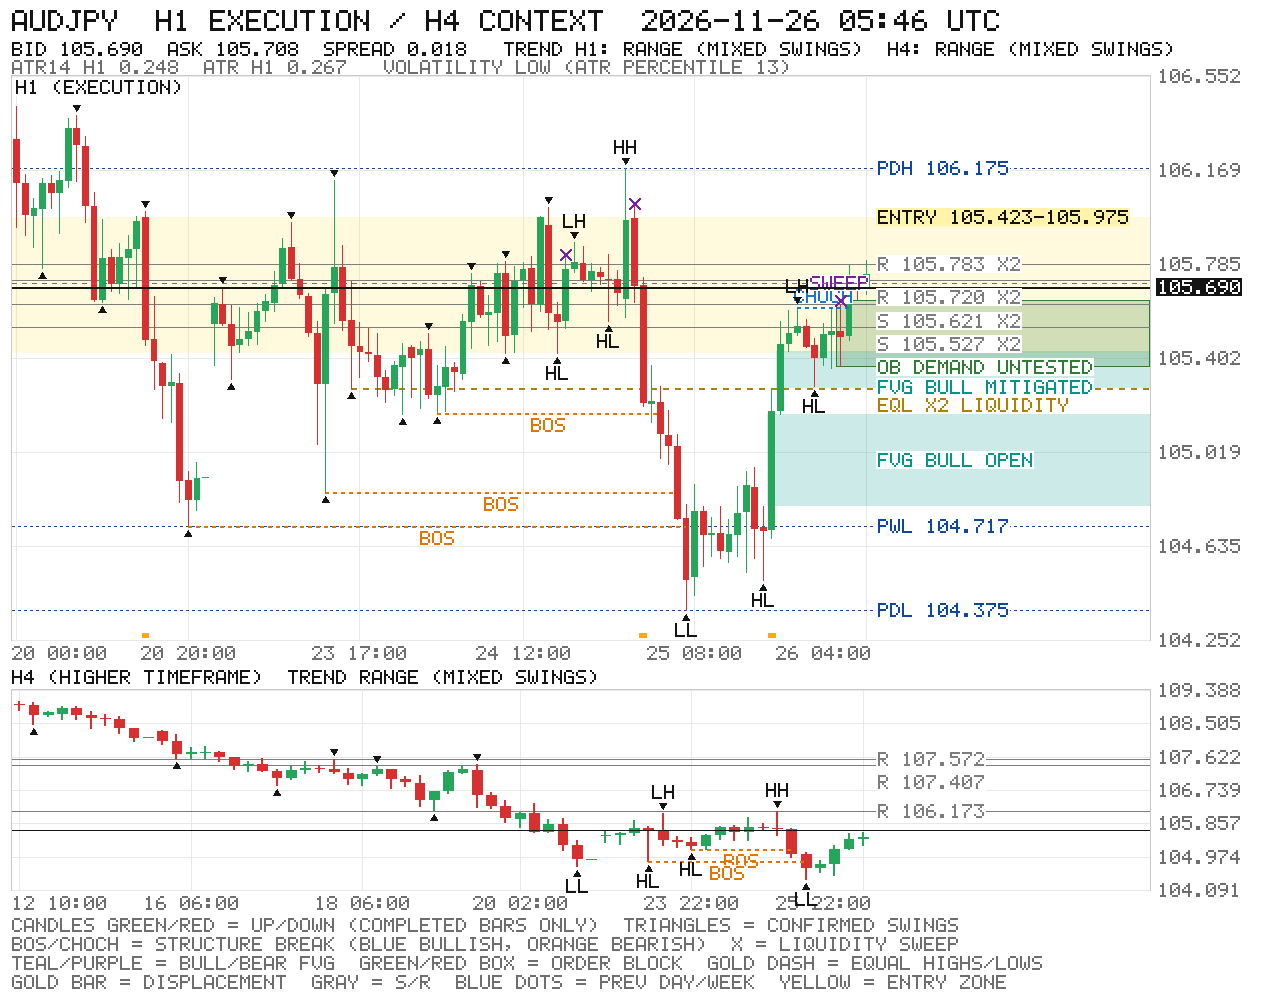 AUDJPY H1 EXECUTION / H4 CONTEXT 2026-11-26 05:46 UTC
BID 105.690 ASK 105.708 SPREAD 0.018 TREND H1: RANGE (MIXED SWINGS) H4: RANGE (MIXED SWINGS)
ATR14 H1 0.248 ATR H1 0.267 VOLATILITY LOW (ATR PERCENTILE 13)
H1 (EXECUTION)
106.552
HH
PDH 106.175
106.169
LH
ENTRY 105.423-105.975
R 105.783 X2
105.785
LH
SWEEP
105.690
R 105.720 X2
S 105.621 X2
HL
S 105.527 X2
105.402
HL
OB DEMAND UNTESTED
FVG BULL MITIGATED
HL
EQL X2 LIQUIDITY
BOS
105.019
FVG BULL OPEN
BOS
PWL 104.717
BOS
104.635
HL
PDL 104.375
LL
104.252
20 00:00 20 20:00 23 17:00 24 12:00 25 08:00 26 04:00
H4 (HIGHER TIMEFRAME) TREND RANGE (MIXED SWINGS)
109.388
108.505
R 107.572
107.622
R 107.407
LH
HH
106.739
R 106.173
105.857
BOS
104.974
HL
BOS
LL
HL
104.091
LL
12 10:00 16 06:00 18 06:00 20 02:00 23 22:00 25 22:00
CANDLES GREEN/RED = UP/DOWN (COMPLETED BARS ONLY) TRIANGLES = CONFIRMED SWINGS
BOS/CHOCH = STRUCTURE BREAK (BLUE BULLISH, ORANGE BEARISH) X = LIQUIDITY SWEEP
TEAL/PURPLE = BULL/BEAR FVG GREEN/RED BOX = ORDER BLOCK GOLD DASH = EQUAL HIGHS/LOWS
GOLD BAR = DISPLACEMENT GRAY = S/R BLUE DOTS = PREV DAY/WEEK YELLOW = ENTRY ZONE